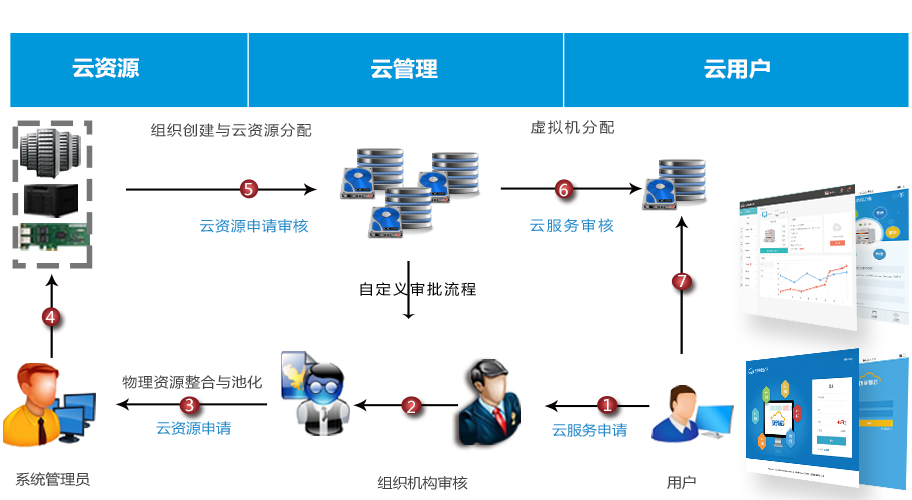 云资源
云管理
云用户
组织创建与云资源分配
虚拟机分配
5
6
云资源申请审核
云服务审核
7
自定义审批流程
4
物理资源整合与池化
3
2
1
云资源申请
云服务申请
系统管理员
组织机构审核
用户